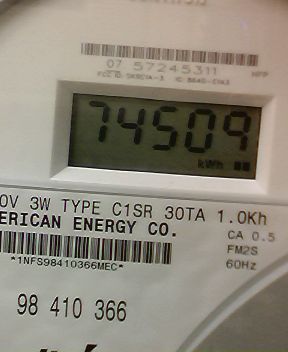 07 57245311
74509
kWh
0V 3W TYPE C1SR 30TA 1.0Kh
ERICAN ENERGY CO.
CA 0.5
FM2S
60Hz
*1NFS98410366MEC*
98 410 366